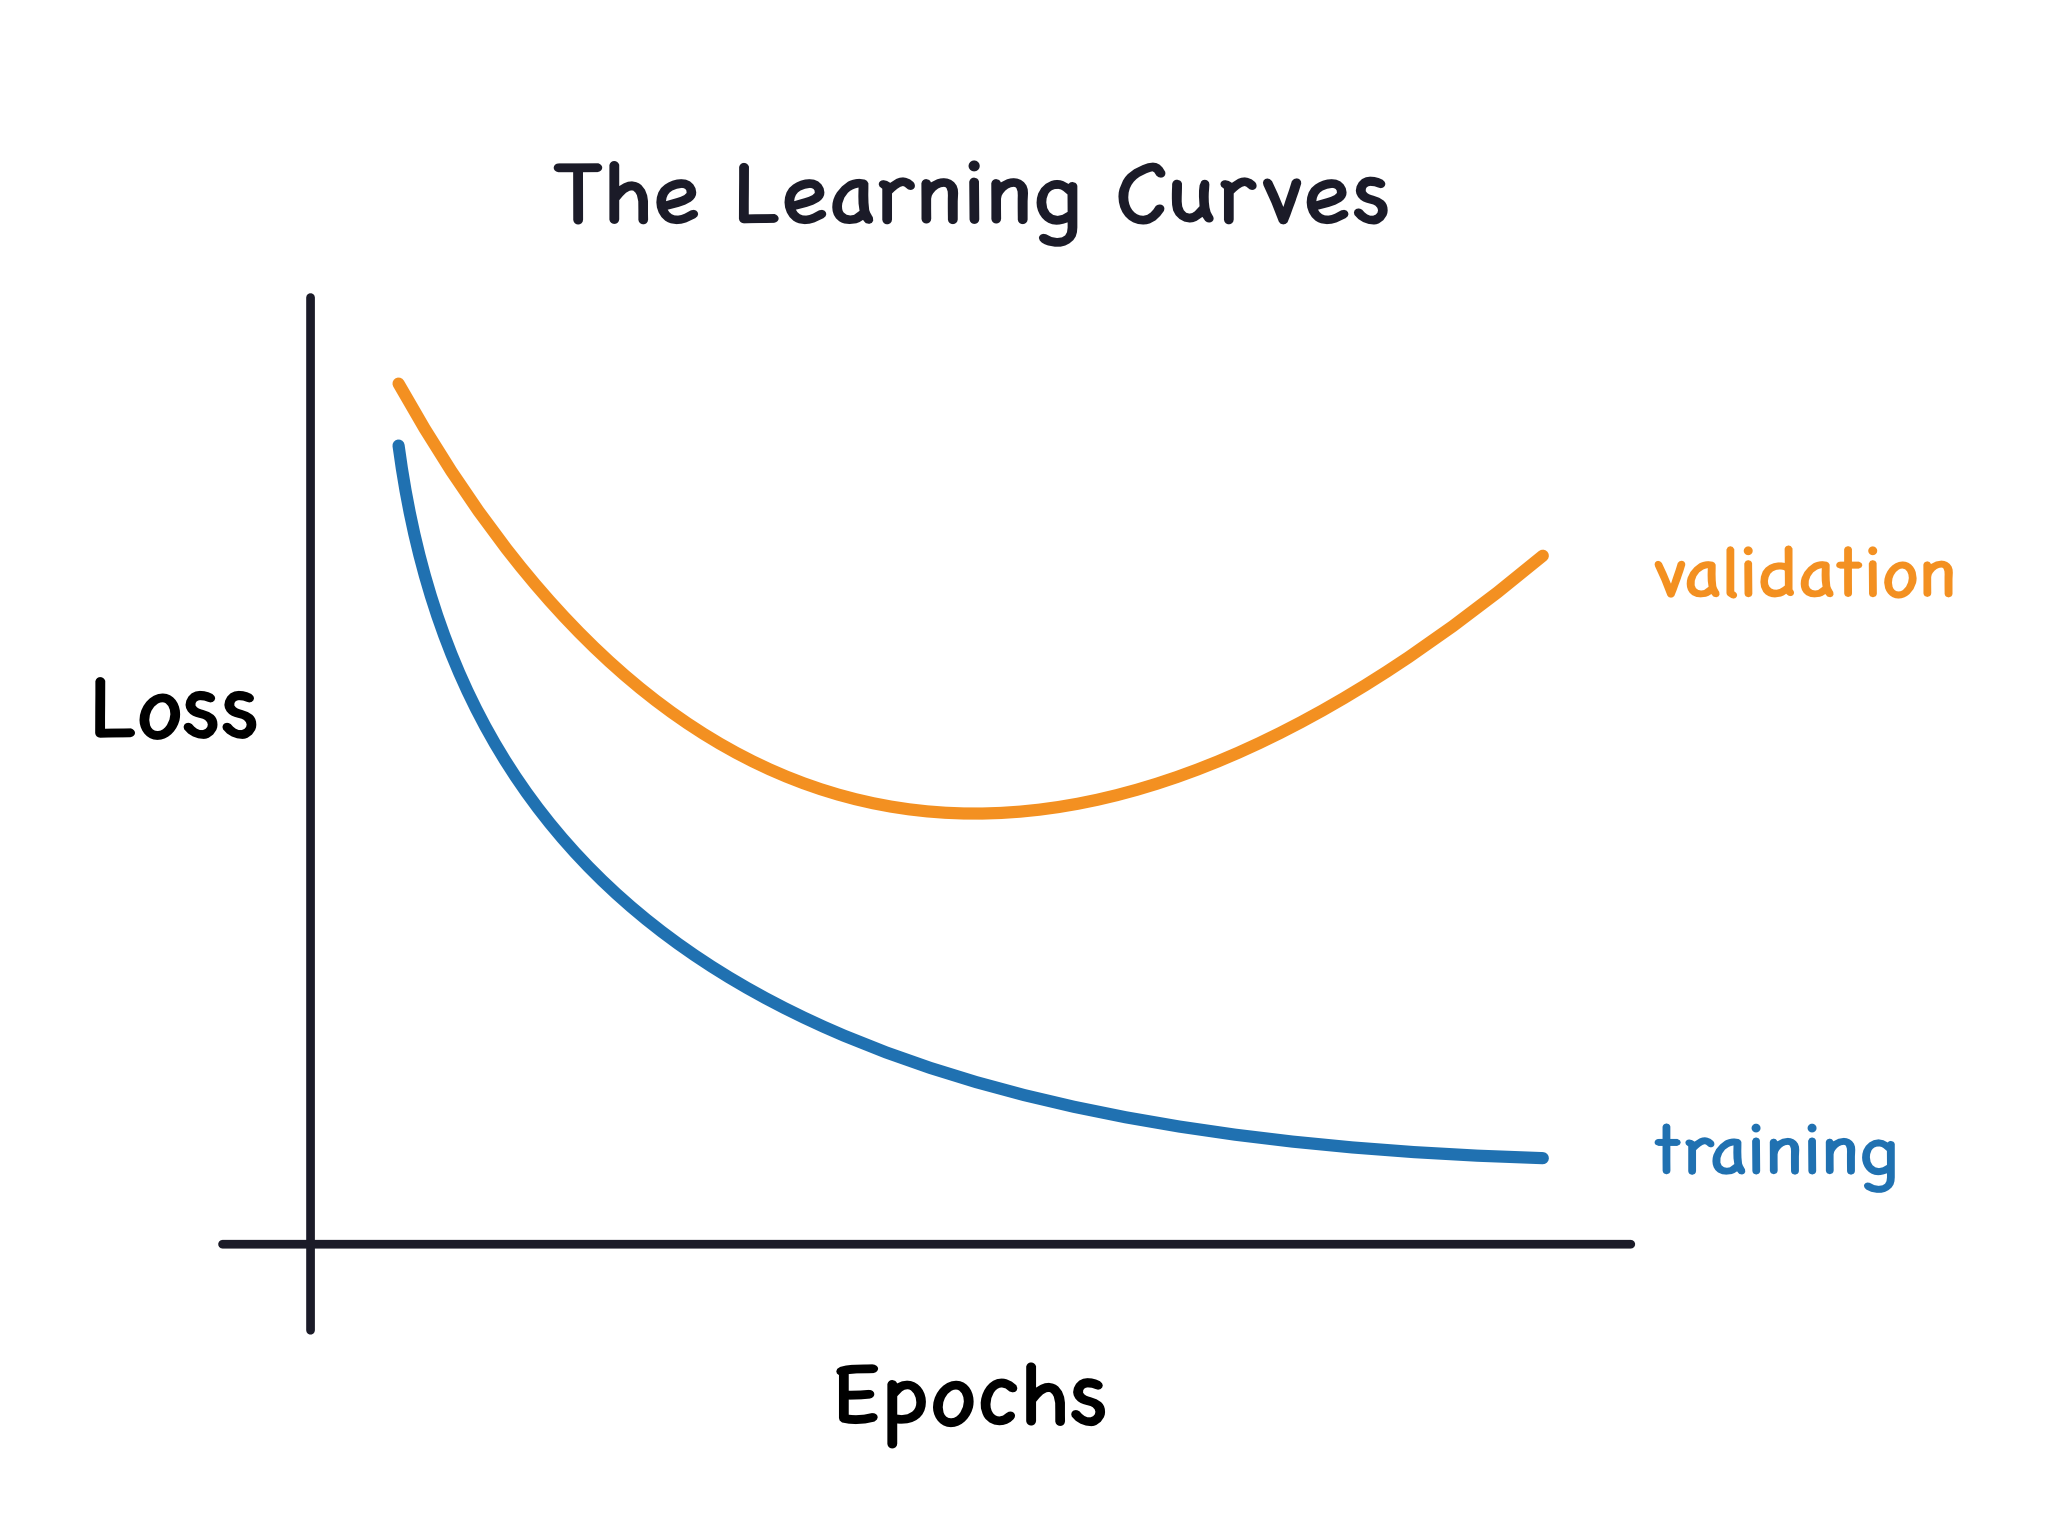 The Learning Curves
validation
Loss
training
Epochs